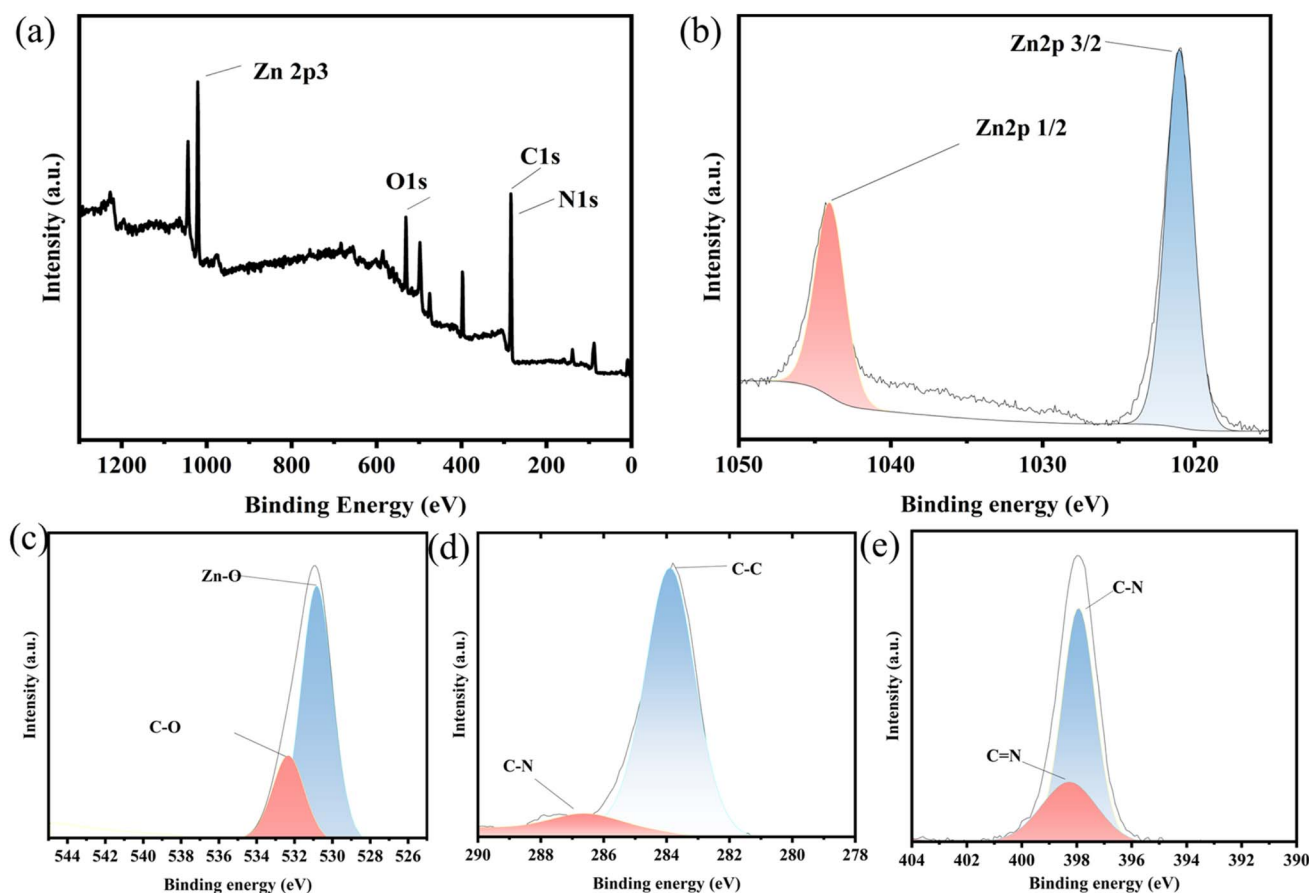 (a)
Zn 2p3
O1s
C1s
N1s
Intensity (a.u.)
1200 1000 800 600 400 200 0
Binding Energy (eV)
(b)
Zn2p 3/2
Zn2p 1/2
Intensity (a.u.)
1050 1040 1030 1020
Binding energy (eV)
(c)
Zn-O
C-O
Intensity (a.u.)
544 542 540 538 536 534 532 530 528 526
Binding energy (eV)
(d)
C-C
C-N
Intensity (a.u.)
290 288 286 284 282 280 278
Binding energy (eV)
(e)
C-N
C=N
Intensity (a.u.)
404 402 400 398 396 394 392 390
Binding energy (eV)